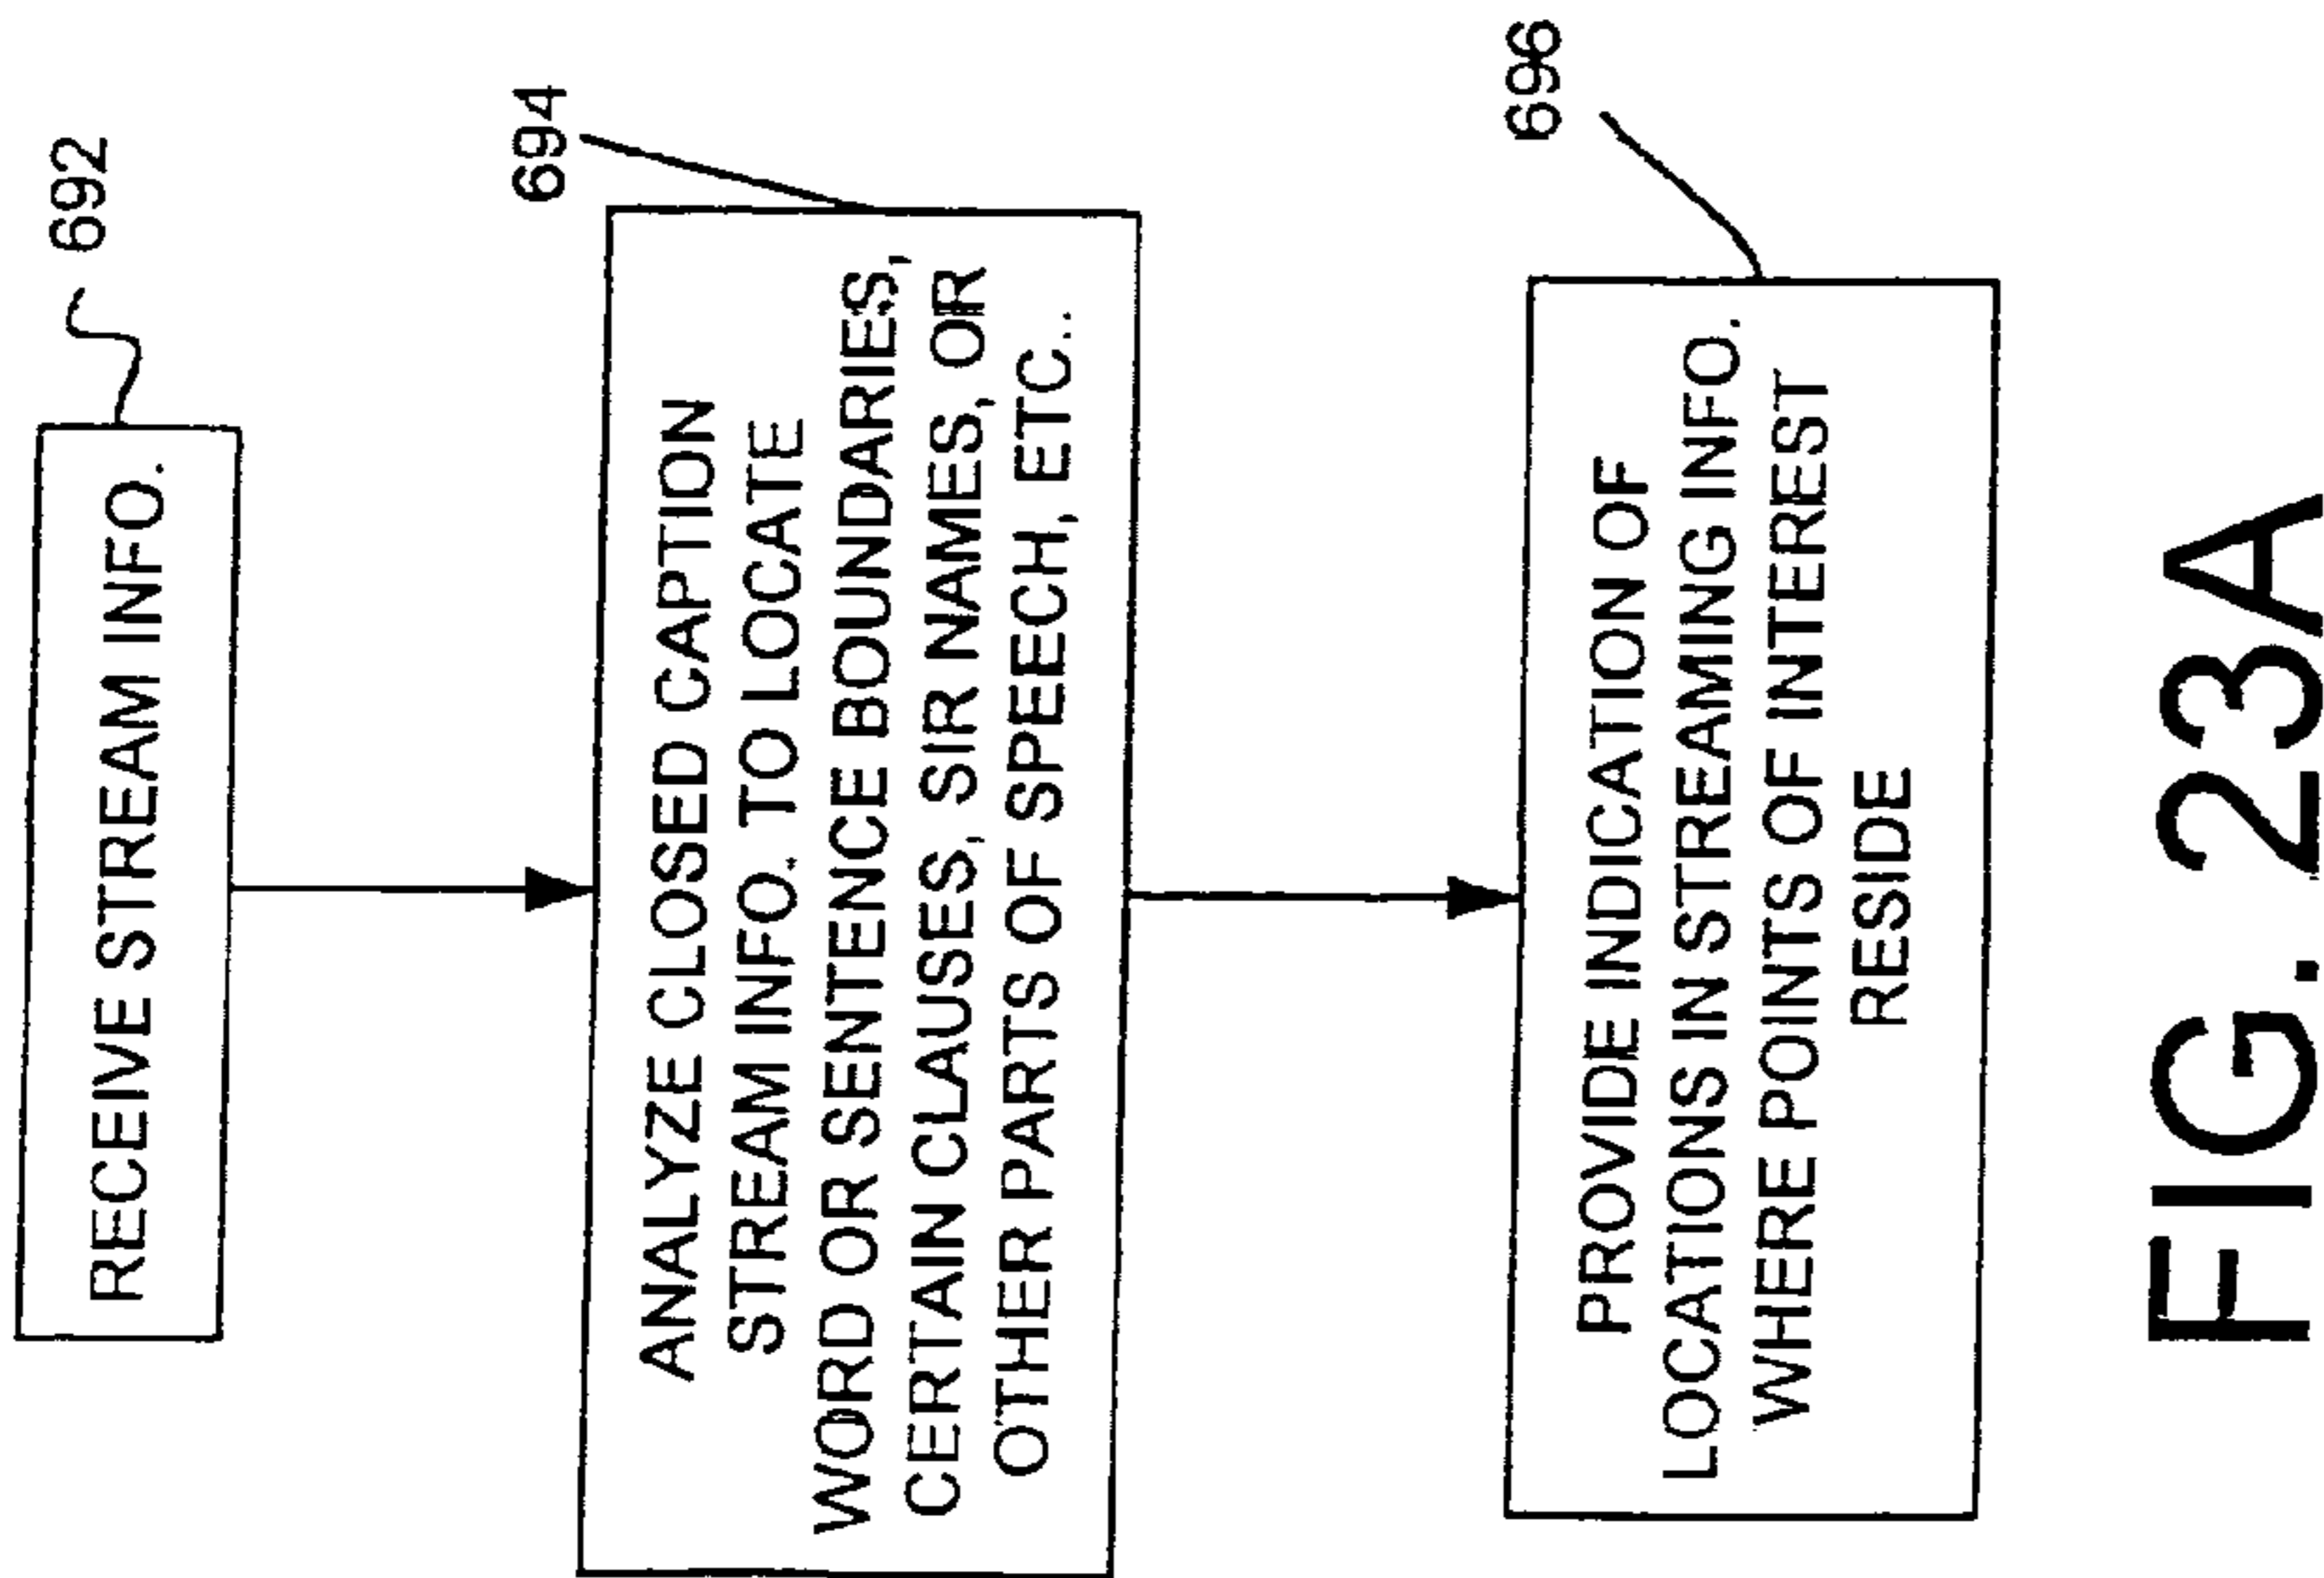 692
RECEIVE STREAM INFO.
694
ANALYZE CLOSED CAPTION
STREAM INFO. TO LOCATE
WORD OR SENTENCE BOUNDARIES,
CERTAIN CLAUSES, SIR NAMES, OR
OTHER PARTS OF SPEECH, ETC..
696
PROVIDE INDICATION OF
LOCATIONS IN STREAMING INFO.
WHERE POINTS OF INTEREST
RESIDE
FIG. 23A